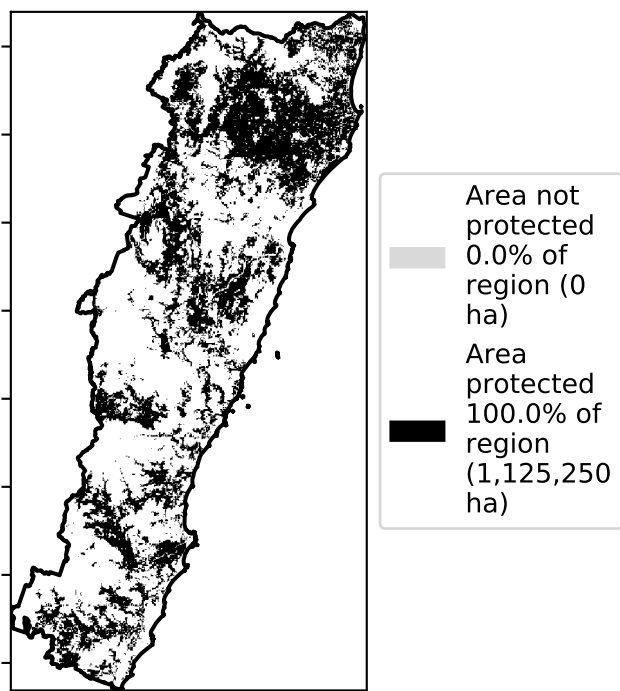 Area not
protected
0.0% of
region (0
ha)
Area
protected
100.0% of
region
(1,125,250
ha)